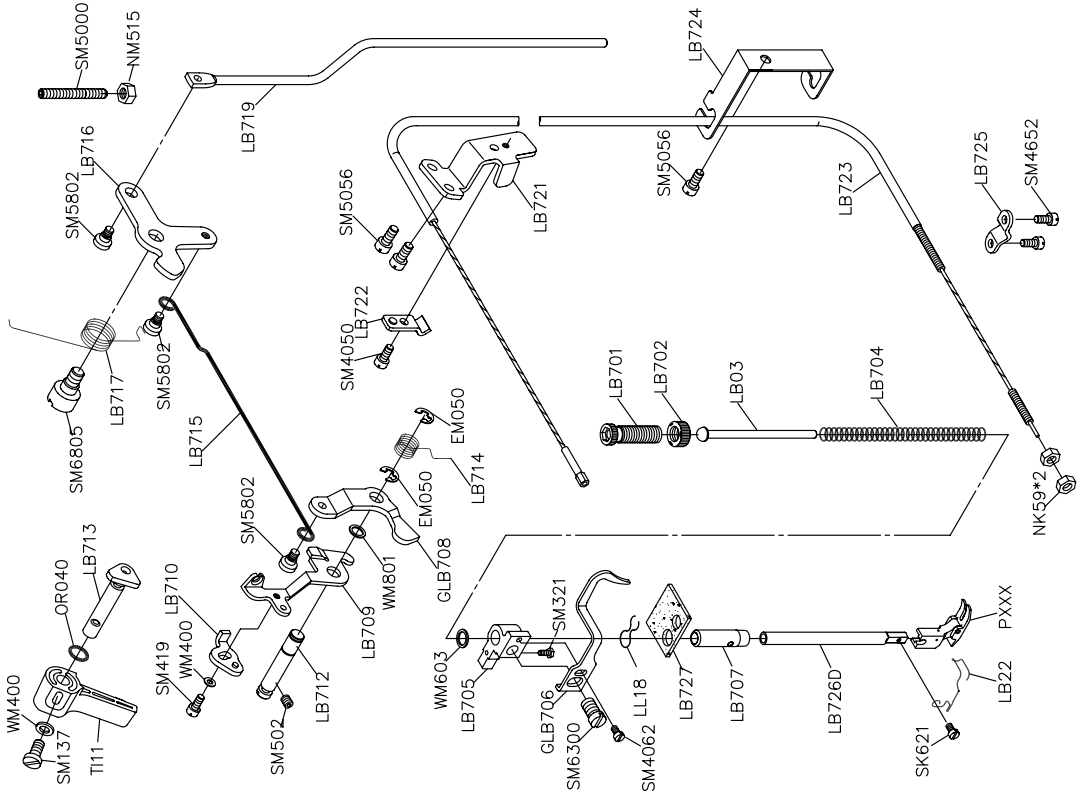 SM5000
NM515
LB719
LB716
SM5802
LB717
SM5802
SM6805
LB715
SM5802
EM050
LB714
EM050
GLB708
WM801
LB709
LB713
OR040
LB710
WM400
SM419
WM400
SM137
T111
LB712
SM502
LB724
SM5056
LB723
LB721
SM5056
LB722
SM4050
LB725
SM4652
NK59*2
LB701
LB702
LB03
LB704
WM603
LB705
SM321
GLB706
SM6300
SM4062
LL18
LB727
LB707
LB726D
PXXX
LB22
SK621